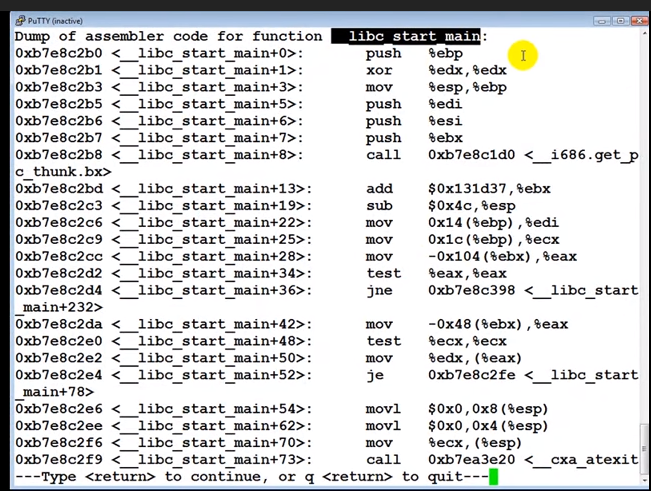 PuTTY (inactive)
Dump of assembler code for function __libc_start_main:
0xb7e8c2b0 <__libc_start_main+0>: push %ebp
0xb7e8c2b1 <__libc_start_main+1>: xor %edx,%edx
0xb7e8c2b3 <__libc_start_main+3>: mov %esp,%ebp
0xb7e8c2b5 <__libc_start_main+5>: push %edi
0xb7e8c2b6 <__libc_start_main+6>: push %esi
0xb7e8c2b7 <__libc_start_main+7>: push %ebx
0xb7e8c2b8 <__libc_start_main+8>: call 0xb7e8c1d0 <__i686.get_p
c_thunk.bx>
0xb7e8c2bd <__libc_start_main+13>: add $0x131d37,%ebx
0xb7e8c2c3 <__libc_start_main+19>: sub $0x4c,%esp
0xb7e8c2c6 <__libc_start_main+22>: mov 0x14(%ebp),%edi
0xb7e8c2c9 <__libc_start_main+25>: mov 0x1c(%ebp),%ecx
0xb7e8c2cc <__libc_start_main+28>: mov -0x104(%ebx),%eax
0xb7e8c2d2 <__libc_start_main+34>: test %eax,%eax
0xb7e8c2d4 <__libc_start_main+36>: jne 0xb7e8c398 <__libc_start
_main+232>
0xb7e8c2da <__libc_start_main+42>: mov -0x48(%ebx),%eax
0xb7e8c2e0 <__libc_start_main+48>: test %ecx,%ecx
0xb7e8c2e2 <__libc_start_main+50>: mov %edx,(%eax)
0xb7e8c2e4 <__libc_start_main+52>: je 0xb7e8c2fe <__libc_start
_main+78>
0xb7e8c2e6 <__libc_start_main+54>: movl $0x0,0x8(%esp)
0xb7e8c2ee <__libc_start_main+62>: movl $0x0,0x4(%esp)
0xb7e8c2f6 <__libc_start_main+70>: mov %ecx,(%esp)
0xb7e8c2f9 <__libc_start_main+73>: call 0xb7ea3e20 <__cxa_atexit
---Type <return> to continue, or q <return> to quit---